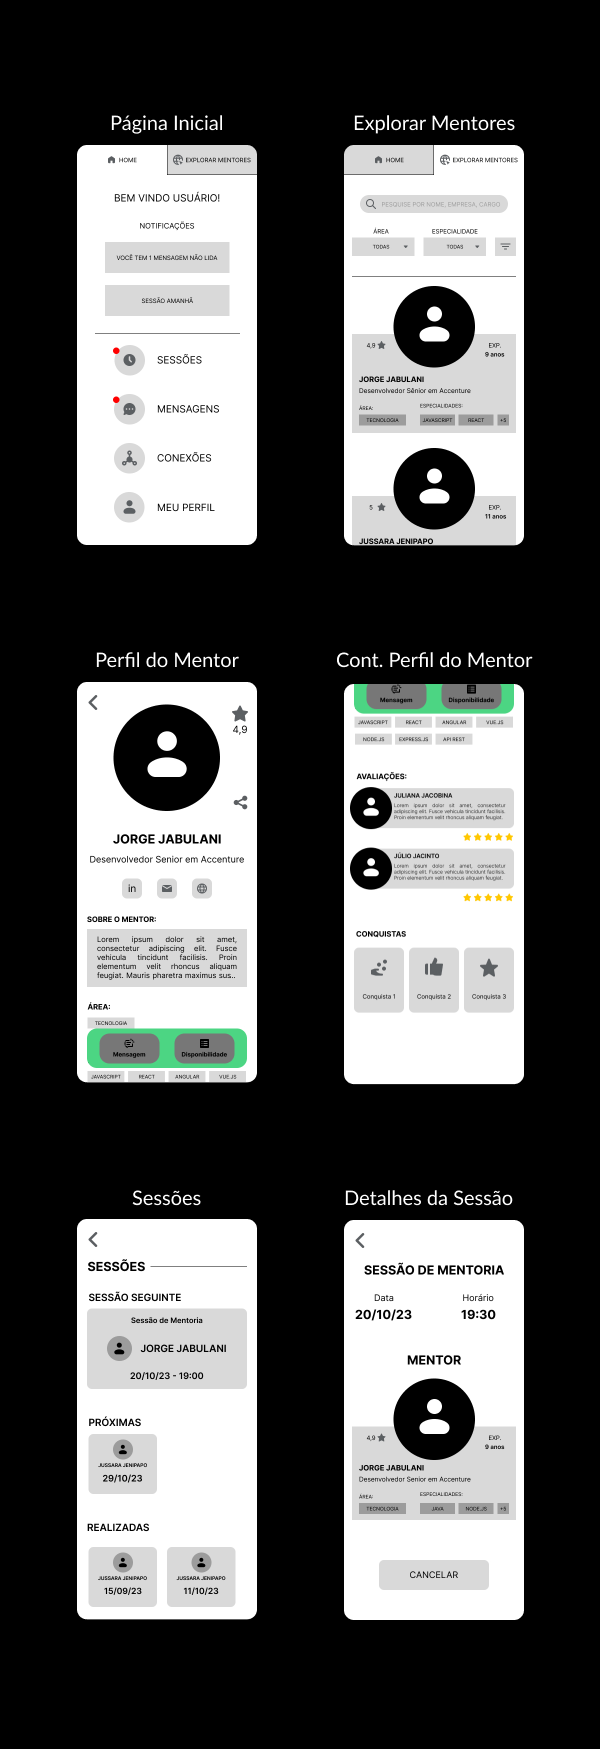 Página Inicial
HOME
EXPLORAR MENTORES
BEM VINDO USUÁRIO!
NOTIFICAÇÕES
VOCÊ TEM 1 MENSAGEM NÃO LIDA
SESSÃO AMANHÃ
SESSÕES
MENSAGENS
CONEXÕES
MEU PERFIL
Explorar Mentores
HOME
EXPLORAR MENTORES
PESQUISE POR NOME, EMPRESA, CARGO
ÁREA
ESPECIALIDADE
TODAS
TODAS
4,9
EXP.
9 anos
JORGE JABULANI
Desenvolvedor Sênior em Accenture
ÁREA:
ESPECIALIDADES:
TECNOLOGIA
JAVASCRIPT
REACT
+5
5
EXP.
11 anos
JUSSARA JENIPAPO
Perfil do Mentor
4,9
JORGE JABULANI
Desenvolvedor Senior em Accenture
in
SOBRE O MENTOR:
Lorem ipsum dolor sit amet,
consectetur adipiscing elit. Fusce
vehicula tincidunt facilisis. Proin
elementum velit rhoncus aliquam
feugiat. Mauris pharetra maximus sus..
ÁREA:
TECNOLOGIA
Mensagem
Disponibilidade
JAVASCRIPT
REACT
ANGULAR
VUE.JS
Cont. Perfil do Mentor
Mensagem
Disponibilidade
JAVASCRIPT
REACT
ANGULAR
VUE.JS
NODE.JS
EXPRESS.JS
API REST
AVALIAÇÕES:
JULIANA JACOBINA
Lorem ipsum dolor sit amet, consectetur
adipiscing elit. Fusce vehicula tincidunt facilisis.
Proin elementum velit rhoncus aliquam feugiat.
JÚLIO JACINTO
Lorem ipsum dolor sit amet, consectetur
adipiscing elit. Fusce vehicula tincidunt facilisis.
Proin elementum velit rhoncus aliquam feugiat.
CONQUISTAS
Conquista 1
Conquista 2
Conquista 3
Sessões
SESSÕES
SESSÃO SEGUINTE
Sessão de Mentoria
JORGE JABULANI
20/10/23 - 19:00
PRÓXIMAS
JUSSARA JENIPAPO
29/10/23
REALIZADAS
JUSSARA JENIPAPO
15/09/23
JUSSARA JENIPAPO
11/10/23
Detalhes da Sessão
SESSÃO DE MENTORIA
Data
Horário
20/10/23
19:30
MENTOR
4,9
EXP.
9 anos
JORGE JABULANI
Desenvolvedor Senior em Accenture
ÁREA:
ESPECIALIDADES:
TECNOLOGIA
JAVA
NODE.JS
+5
CANCELAR